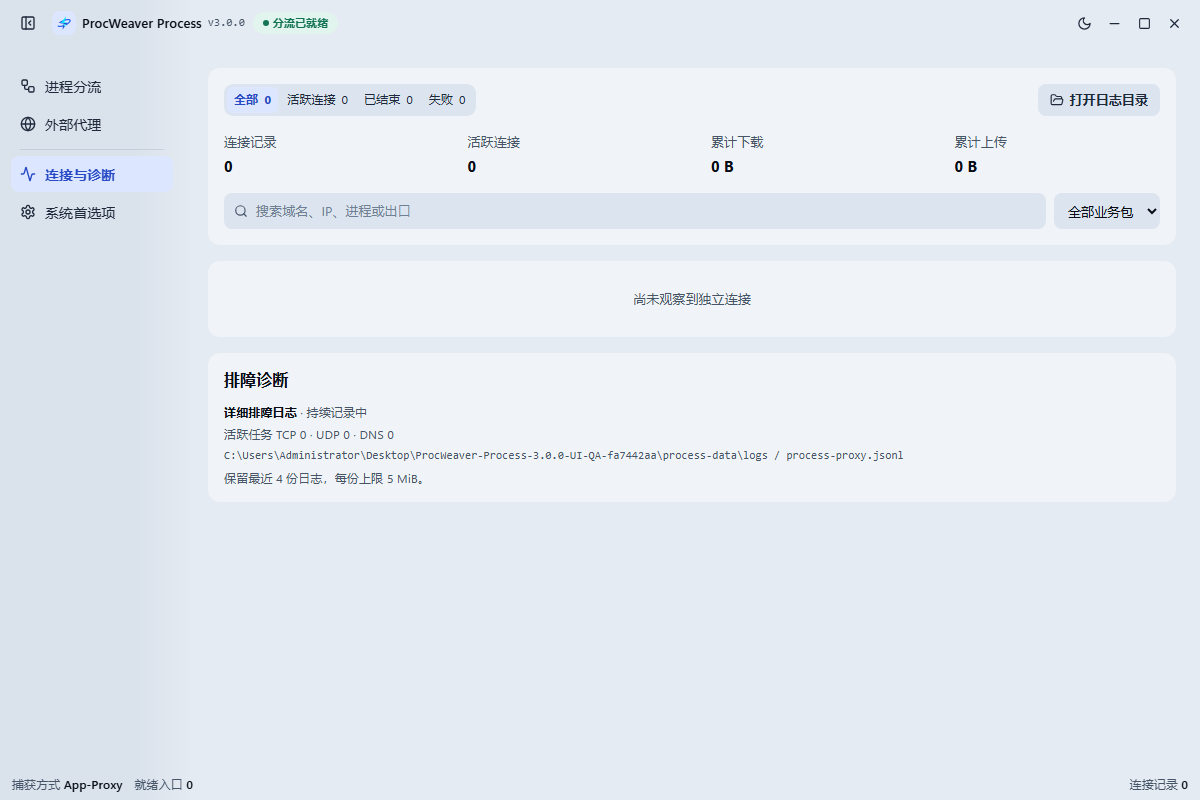 ProcWeaver Process v3.0.0 分流已就绪
进程分流
外部代理
连接与诊断
系统首选项
全部 0 活跃连接 0 已结束 0 失败 0
打开日志目录
连接记录 活跃连接 累计下载 累计上传
0 0 0 B 0 B
搜索域名、IP、进程或出口
全部业务包
尚未观察到独立连接
排障诊断
详细排障日志 · 持续记录中
活跃任务 TCP 0 · UDP 0 · DNS 0
C:\Users\Administrator\Desktop\ProcWeaver-Process-3.0.0-UI-QA-fa7442aa\process-data\logs / process-proxy.jsonl
保留最近 4 份日志，每份上限 5 MiB。
捕获方式 App-Proxy 就绪入口 0
连接记录 0